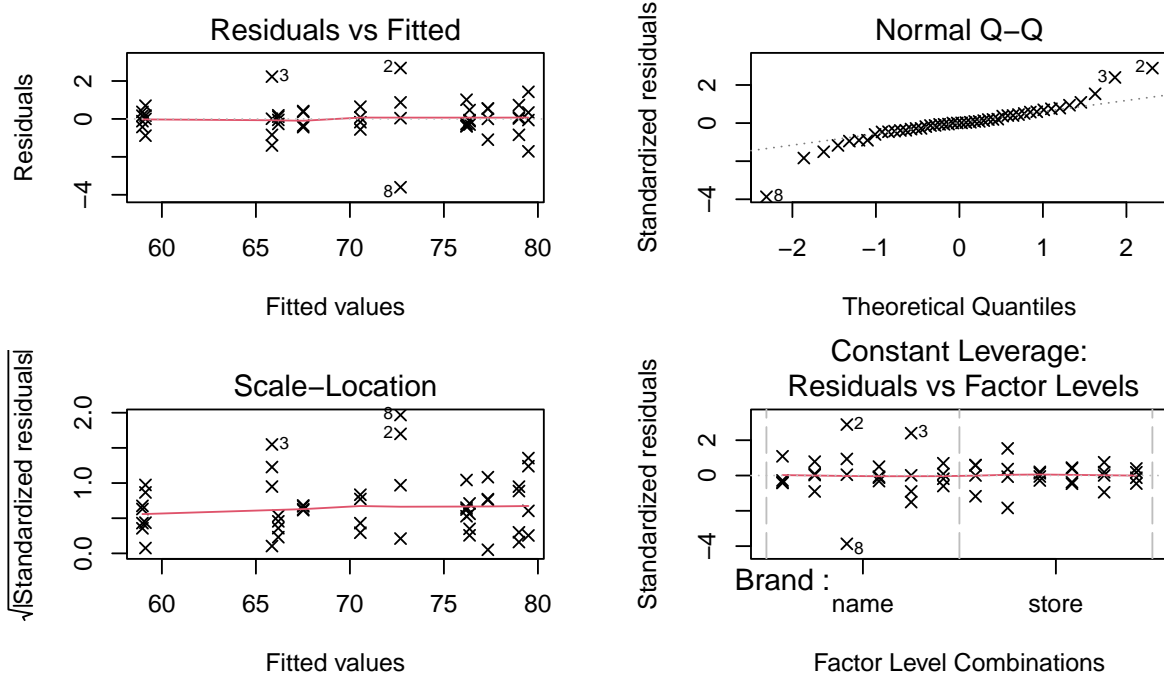 Residuals vs Fitted
Residuals
2
0
−4
60 65 70 75 80
Fitted values
3
2
8
Normal Q−Q
Standardized residuals
2
0
−4
−2 −1 0 1 2
Theoretical Quantiles
3
2
8
Scale−Location
√|Standardized residuals|
2.0
1.0
0.0
60 65 70 75 80
Fitted values
3
8
2
Constant Leverage:
Residuals vs Factor Levels
Standardized residuals
2
0
−4
2
3
8
Brand :
name store
Factor Level Combinations